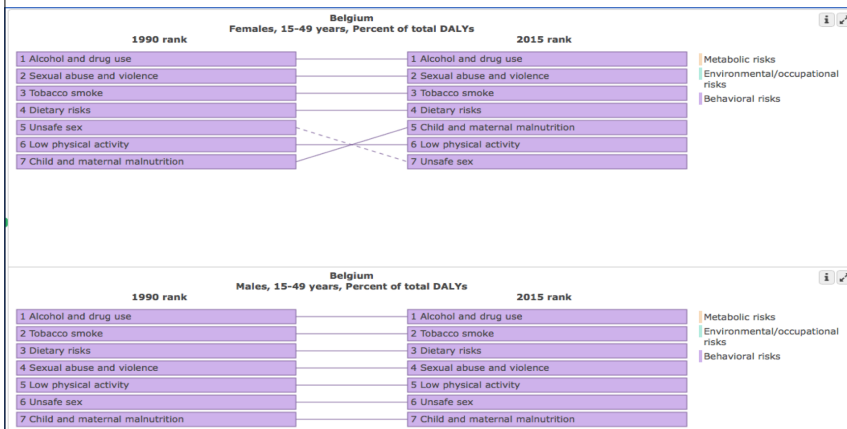 Belgium
Females, 15-49 years, Percent of total DALYs
1990 rank
2015 rank
1 Alcohol and drug use
1 Alcohol and drug use
2 Sexual abuse and violence
2 Sexual abuse and violence
3 Tobacco smoke
3 Tobacco smoke
4 Dietary risks
4 Dietary risks
5 Unsafe sex
5 Child and maternal malnutrition
6 Low physical activity
6 Low physical activity
7 Child and maternal malnutrition
7 Unsafe sex
Metabolic risks
Environmental/occupational
risks
Behavioral risks
i
Belgium
Males, 15-49 years, Percent of total DALYs
1990 rank
2015 rank
1 Alcohol and drug use
1 Alcohol and drug use
2 Tobacco smoke
2 Tobacco smoke
3 Dietary risks
3 Dietary risks
4 Sexual abuse and violence
4 Sexual abuse and violence
5 Low physical activity
5 Low physical activity
6 Unsafe sex
6 Unsafe sex
7 Child and maternal malnutrition
7 Child and maternal malnutrition
Metabolic risks
Environmental/occupational
risks
Behavioral risks
i